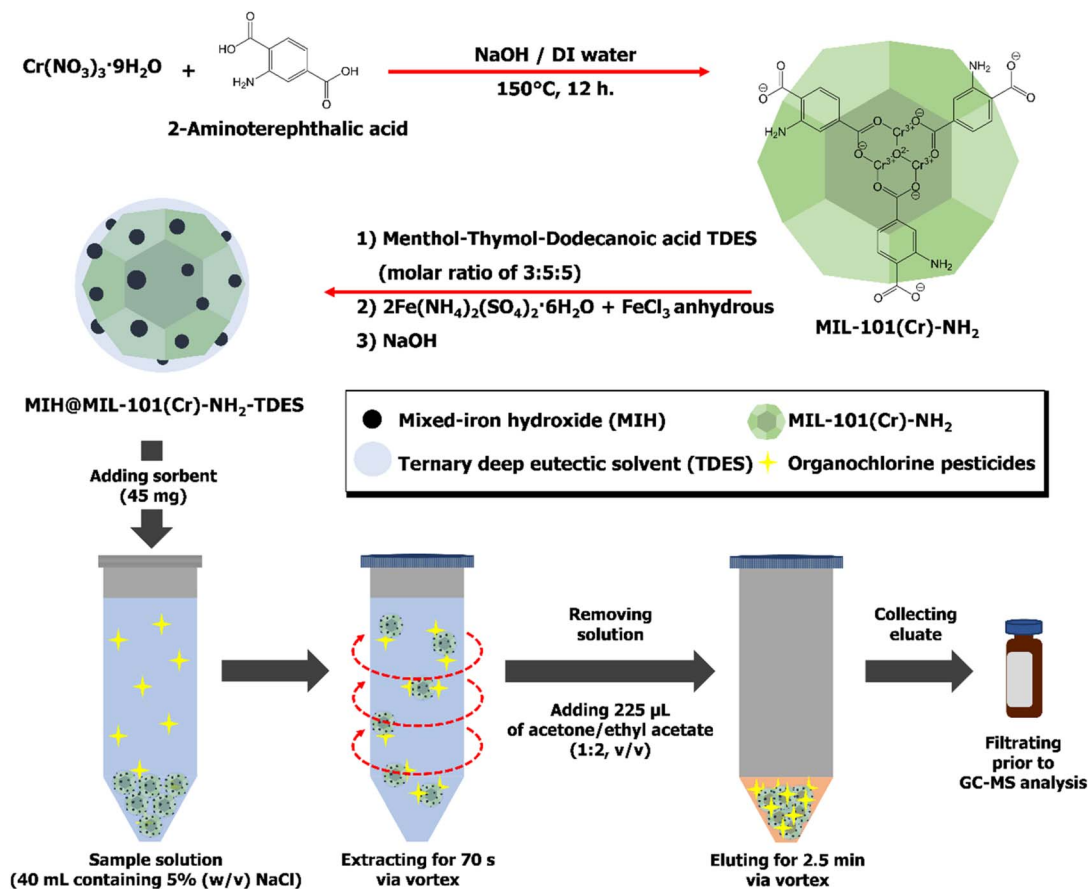 Cr(NO₃)₃·9H₂O
+
HO
O
H₂N
OH
O
2-Aminoterephthalic acid
NaOH / DI water
150°C, 12 h.
O
O⊖
NH₂
O
O⊖
H₂N
O
O⊖
Cr³⁺
O⊖
O
O²⁻
Cr³⁺
Cr³⁺
O
O⊖
NH₂
O⊖
O
MIL-101(Cr)-NH₂
1) Menthol-Thymol-Dodecanoic acid TDES
(molar ratio of 3:5:5)
2) 2Fe(NH₄)₂(SO₄)₂·6H₂O + FeCl₃ anhydrous
3) NaOH
MIH@MIL-101(Cr)-NH₂-TDES
Mixed-iron hydroxide (MIH)
MIL-101(Cr)-NH₂
Ternary deep eutectic solvent (TDES)
Organochlorine pesticides
Adding sorbent
(45 mg)
Sample solution
(40 mL containing 5% (w/v) NaCl)
Extracting for 70 s
via vortex
Removing
solution
Adding 225 µL
of acetone/ethyl acetate
(1:2, v/v)
Eluting for 2.5 min
via vortex
Collecting
eluate
Filtrating
prior to
GC-MS analysis